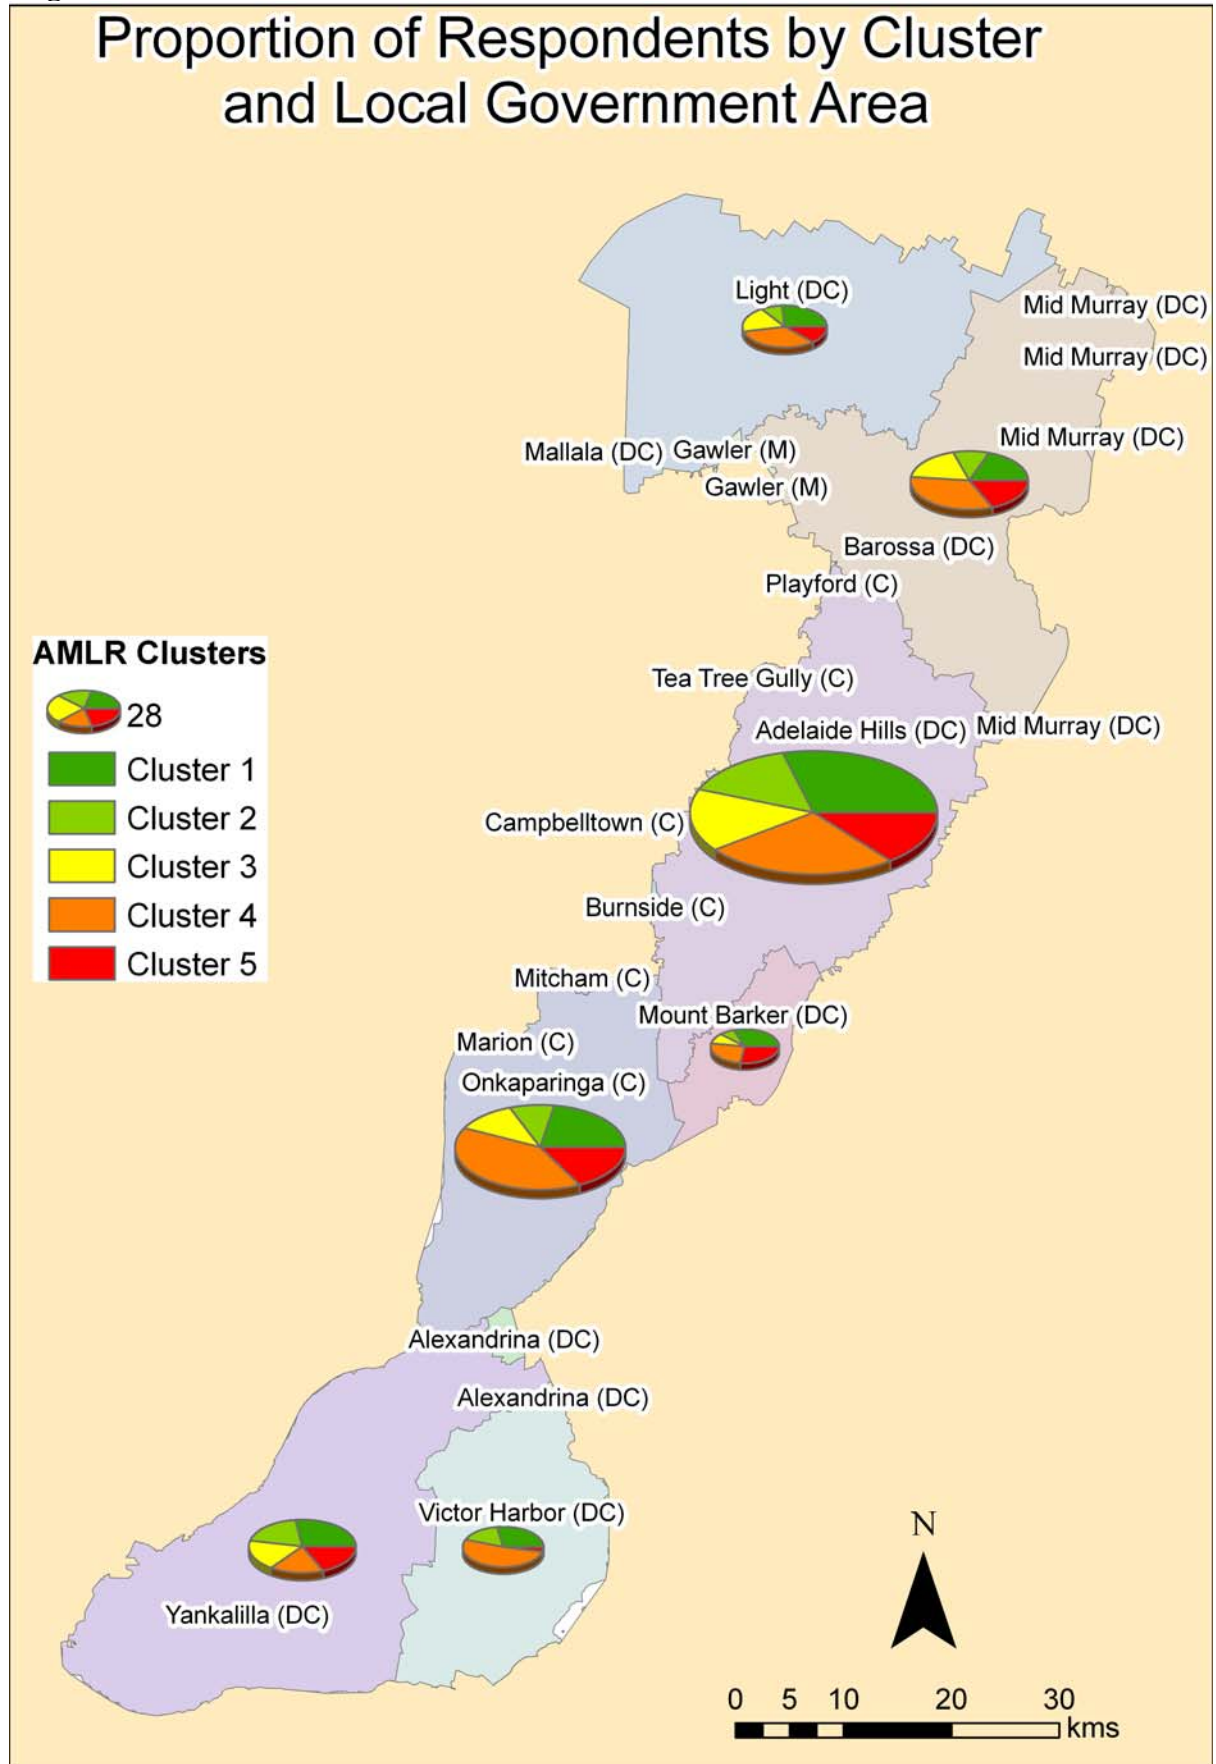 Proportion of Respondents by Cluster
and Local Government Area
Light (DC)
Mid Murray (DC)
Mid Murray (DC)
Mid Murray (DC)
Mallala (DC)
Gawler (M)
Gawler (M)
Barossa (DC)
Playford (C)
AMLR Clusters
28
Cluster 1
Cluster 2
Cluster 3
Cluster 4
Cluster 5
Tea Tree Gully (C)
Adelaide Hills (DC)
Mid Murray (DC)
Campbelltown (C)
Burnside (C)
Mitcham (C)
Mount Barker (DC)
Marion (C)
Onkaparinga (C)
Alexandrina (DC)
Alexandrina (DC)
Victor Harbor (DC)
Yankalilla (DC)
N
0 5 10 20 30
kms